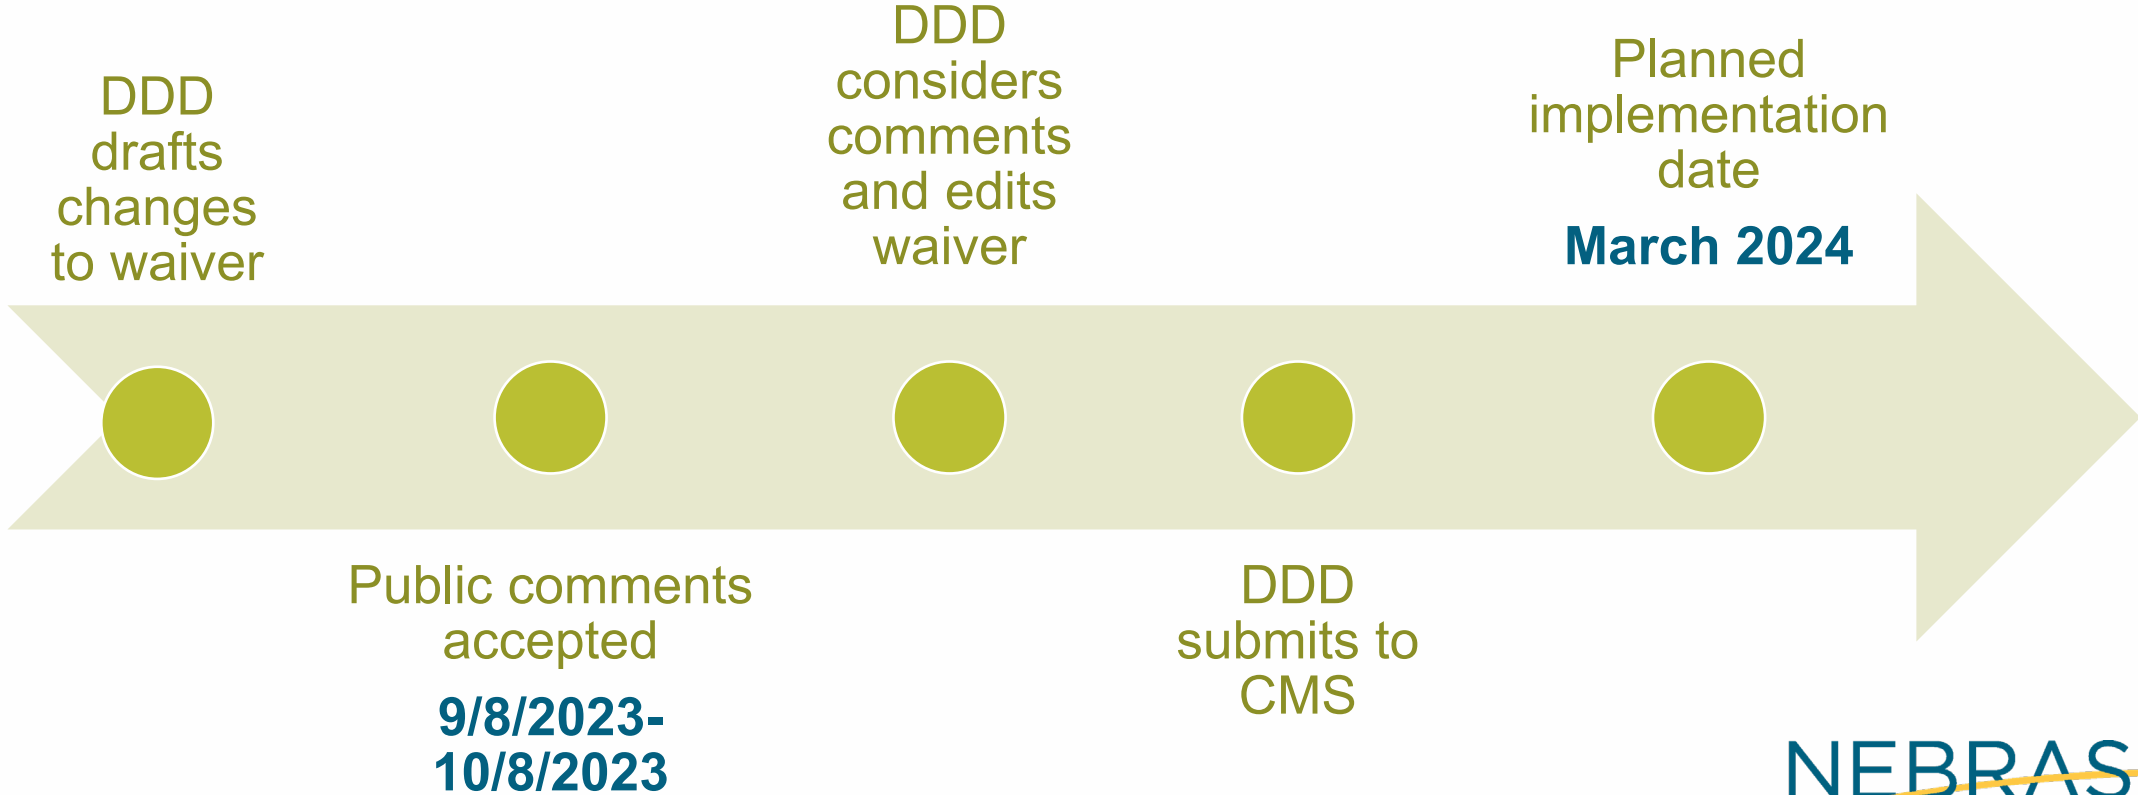 DDD
drafts
changes
to waiver
Public comments
accepted
9/8/2023-
10/8/2023
DDD
considers
comments
and edits
waiver
DDD
submits to
CMS
Planned
implementation
date
March 2024
NEBRAS